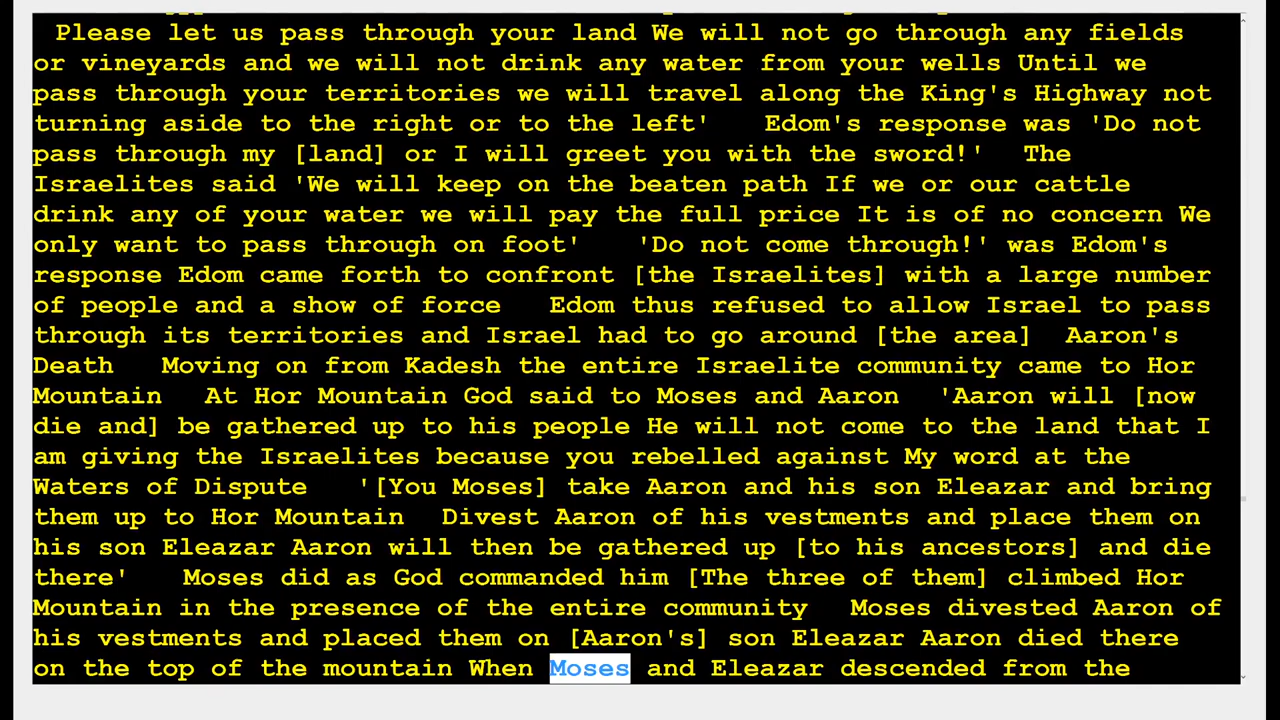 Please let us pass through your land We will not go through any fields
or vineyards and we will not drink any water from your wells Until we
pass through your territories we will travel along the King's Highway not
turning aside to the right or to the left' Edom's response was 'Do not
pass through my [land] or I will greet you with the sword!' The
Israelites said 'We will keep on the beaten path If we or our cattle
drink any of your water we will pay the full price It is of no concern We
only want to pass through on foot' 'Do not come through!' was Edom's
response Edom came forth to confront [the Israelites] with a large number
of people and a show of force Edom thus refused to allow Israel to pass
through its territories and Israel had to go around [the area] Aaron's
Death Moving on from Kadesh the entire Israelite community came to Hor
Mountain At Hor Mountain God said to Moses and Aaron 'Aaron will [now
die and] be gathered up to his people He will not come to the land that I
am giving the Israelites because you rebelled against My word at the
Waters of Dispute '[You Moses] take Aaron and his son Eleazar and bring
them up to Hor Mountain Divest Aaron of his vestments and place them on
his son Eleazar Aaron will then be gathered up [to his ancestors] and die
there' Moses did as God commanded him [The three of them] climbed Hor
Mountain in the presence of the entire community Moses divested Aaron of
his vestments and placed them on [Aaron's] son Eleazar Aaron died there
on the top of the mountain When Moses and Eleazar descended from the